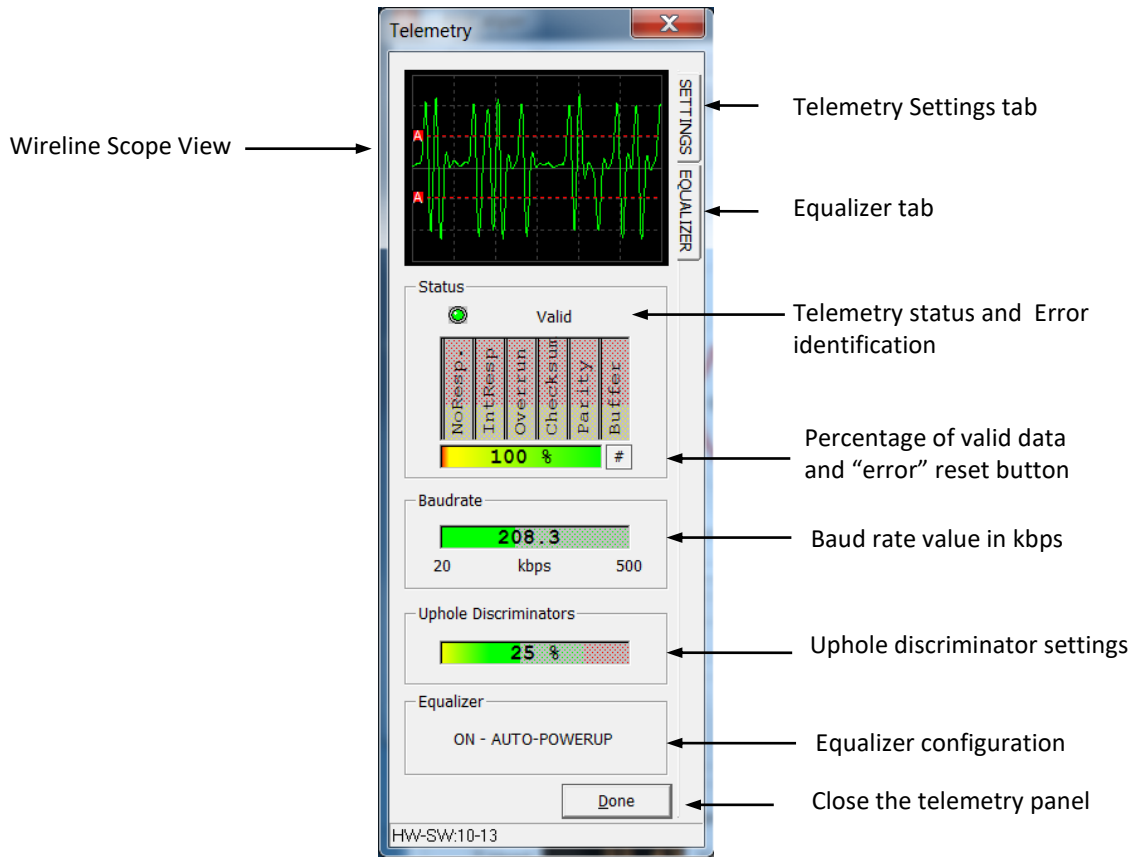 Telemetry
X
Wireline Scope View
A
A
SETTINGS
EQUALIZER
Telemetry Settings tab
Equalizer tab
Status
Valid
Telemetry status and Error
identification
NoResp.
IntResp
Overrun
Checksum
Parity
Buffer
100 %
#
Percentage of valid data
and “error” reset button
Baudrate
208.3
20 kbps 500
Baud rate value in kbps
Uphole Discriminators
25 %
Uphole discriminator settings
Equalizer
ON - AUTO-POWERUP
Equalizer configuration
Done
Close the telemetry panel
HW-SW:10-13